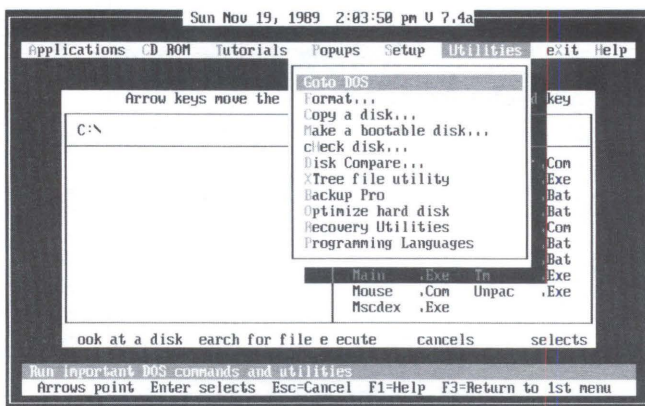 Sun Nov 19, 1989 2:03:50 pm V 7.4a
Applications CD ROM Tutorials Popups Setup Utilities eXit Help
Arrow keys move the d key
C:\
Goto DOS
Format...
Copy a disk...
Make a bootable disk...
cHeck disk...
Disk Compare...
XTree file utility
Backup Pro
Optimize hard disk
Recovery Utilities
Programming Languages
.Com
.Exe
.Bat
.Bat
.Com
.Bat
.Bat
Main .Exe Tm .Exe
Mouse .Com Unpac .Exe
Mscdex .Exe
ook at a disk earch for file e ecute cancels selects
Run important DOS commands and utilities
Arrows point Enter selects Esc=Cancel F1=Help F3=Return to 1st menu